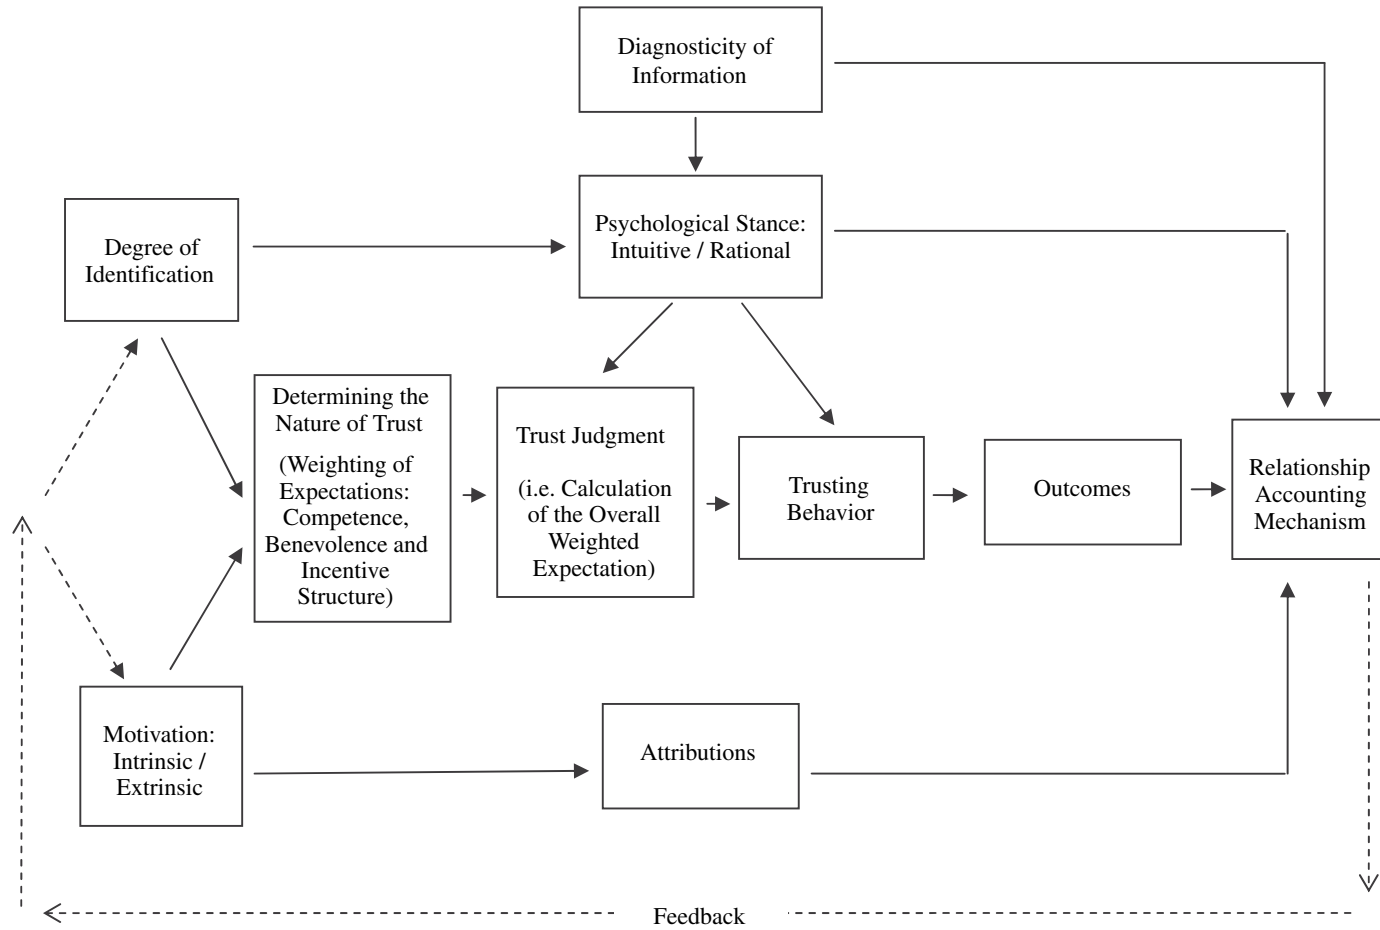 Diagnosticity of
Information
Psychological Stance:
Intuitive / Rational
Degree of
Identification
Determining the
Nature of Trust
(Weighting of
Expectations:
Competence,
Benevolence and
Incentive
Structure)
Trust Judgment
(i.e. Calculation
of the Overall
Weighted
Expectation)
Trusting
Behavior
Outcomes
Relationship
Accounting
Mechanism
Motivation:
Intrinsic /
Extrinsic
Attributions
Feedback